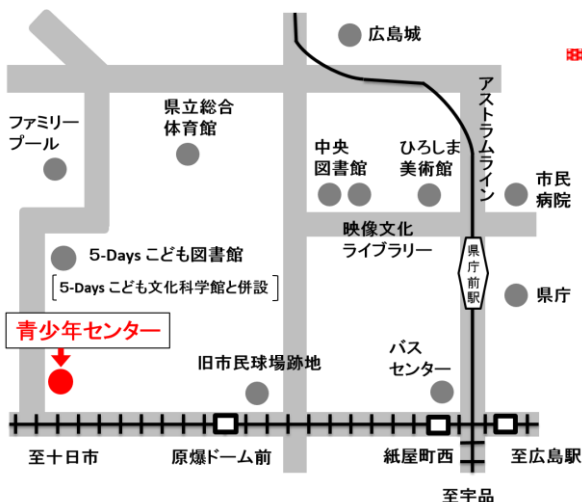 広島城
アストラムライン
ファミリー
プール
県立総合
体育館
中央
図書館
ひろしま
美術館
市民
病院
映像文化
ライブラリー
5-Days こども図書館
5-Days こども文化科学館と併設
県庁前駅
県庁
青少年センター
旧市民球場跡地
バス
センター
至十日市
原爆ドーム前
紙屋町西
至広島駅
至宇品